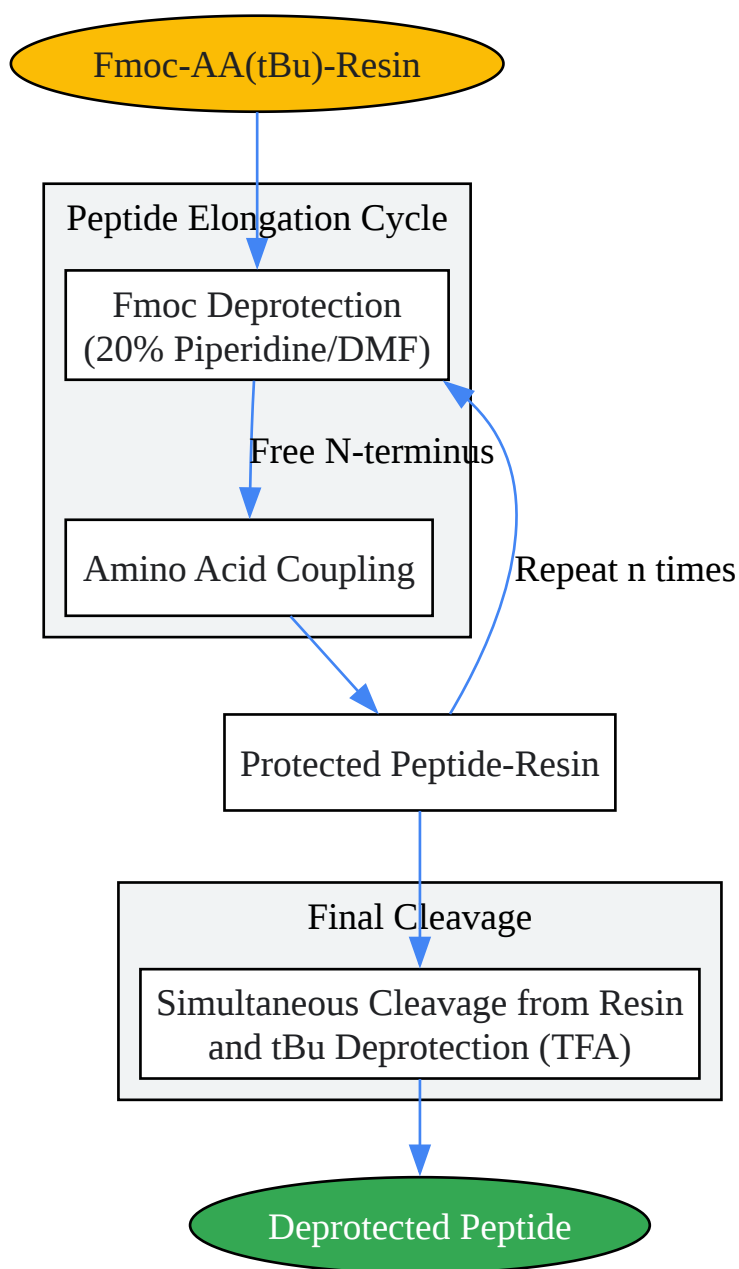 Fmoc-AA(tBu)-Resin
Peptide Elongation Cycle
Fmoc Deprotection
(20% Piperidine/DMF)
Free N-terminus
Amino Acid Coupling
Repeat n times
Protected Peptide-Resin
Final Cleavage
Simultaneous Cleavage from Resin
and tBu Deprotection (TFA)
Deprotected Peptide